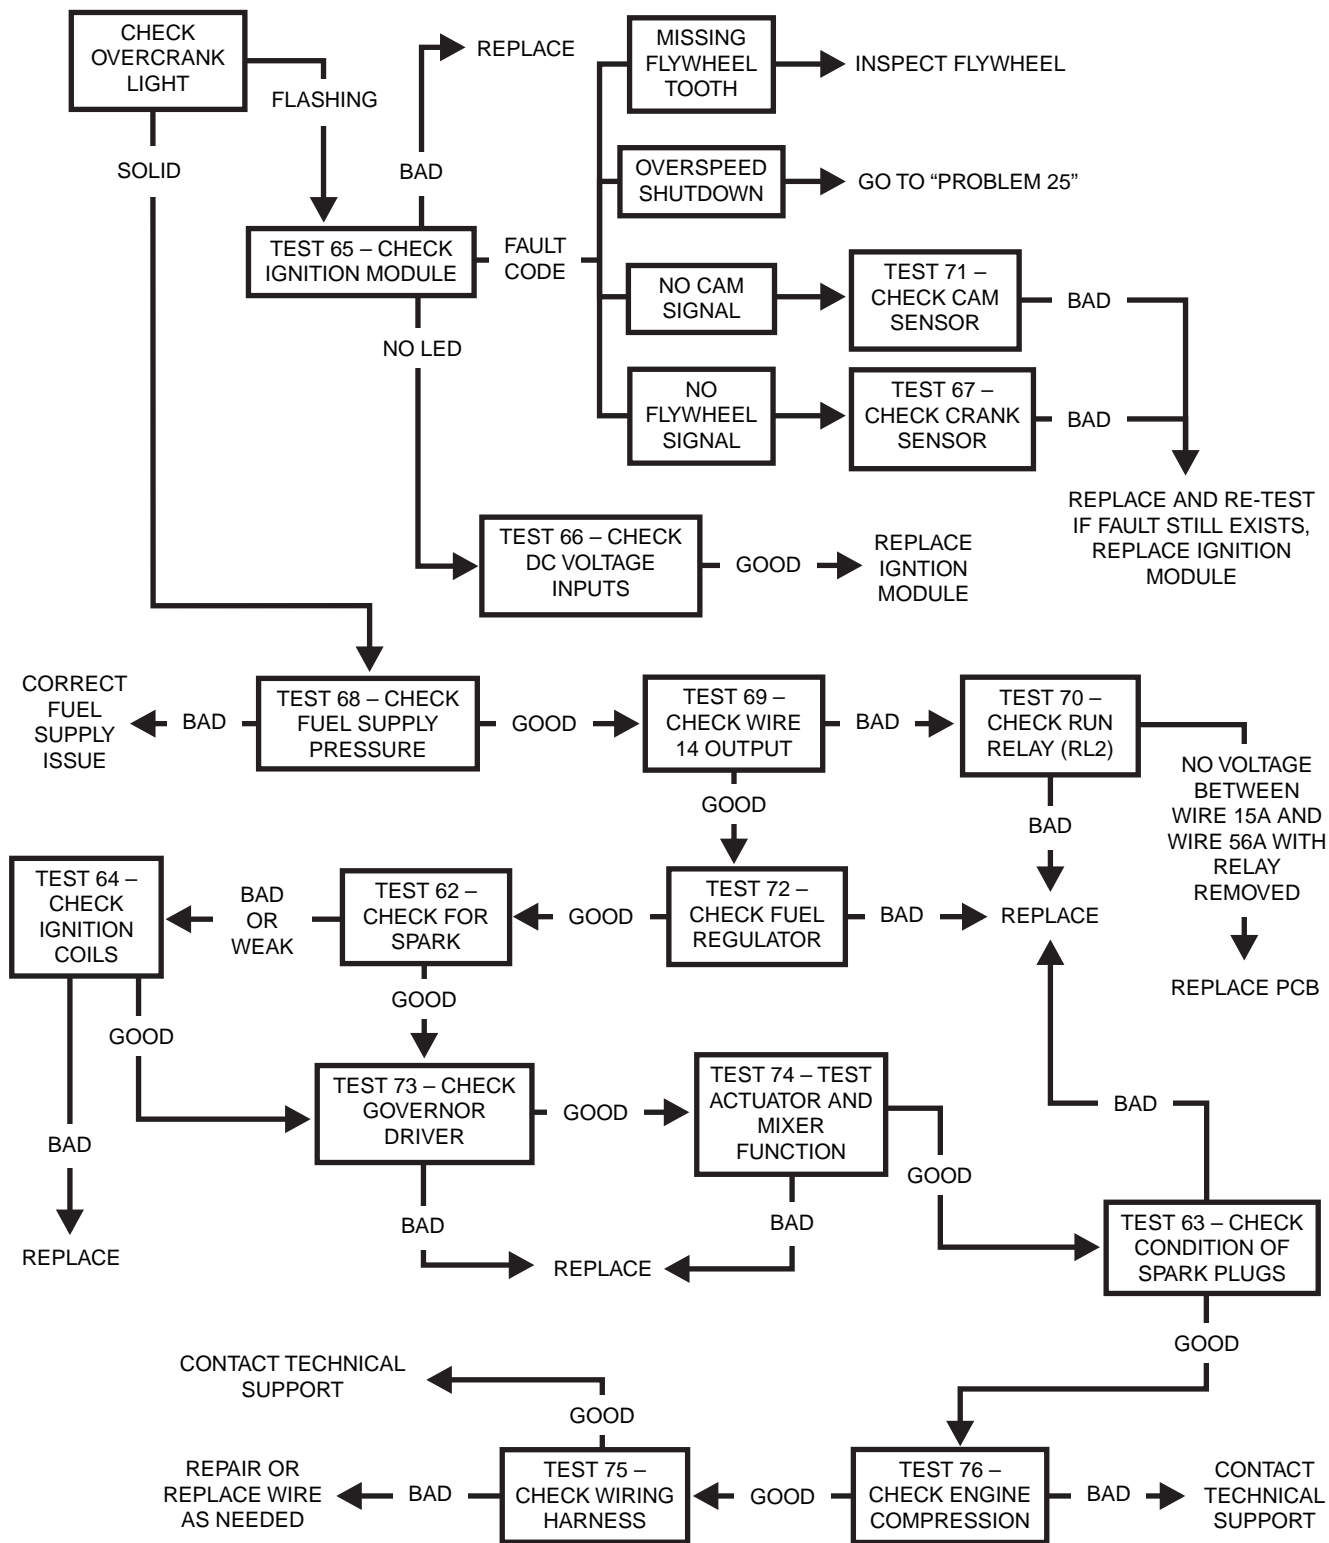 CHECK
OVERCRANK
LIGHT
FLASHING
SOLID
REPLACE
BAD
TEST 65 – CHECK
IGNITION MODULE
FAULT
CODE
NO LED
MISSING
FLYWHEEL
TOOTH
INSPECT FLYWHEEL
OVERSPEED
SHUTDOWN
GO TO “PROBLEM 25”
NO CAM
SIGNAL
TEST 71 –
CHECK CAM
SENSOR
BAD
NO
FLYWHEEL
SIGNAL
TEST 67 –
CHECK CRANK
SENSOR
BAD
REPLACE AND RE-TEST
IF FAULT STILL EXISTS,
REPLACE IGNITION
MODULE
TEST 66 – CHECK
DC VOLTAGE
INPUTS
GOOD
REPLACE
IGNTION
MODULE
CORRECT
FUEL
SUPPLY
ISSUE
BAD
TEST 68 – CHECK
FUEL SUPPLY
PRESSURE
GOOD
TEST 69 –
CHECK WIRE
14 OUTPUT
BAD
TEST 70 –
CHECK RUN
RELAY (RL2)
NO VOLTAGE
BETWEEN
WIRE 15A AND
WIRE 56A WITH
RELAY
REMOVED
GOOD
BAD
TEST 64 –
CHECK
IGNITION
COILS
BAD
OR
WEAK
TEST 62 –
CHECK FOR
SPARK
GOOD
TEST 72 –
CHECK FUEL
REGULATOR
BAD
REPLACE
REPLACE PCB
GOOD
GOOD
BAD
TEST 73 – CHECK
GOVERNOR
DRIVER
GOOD
TEST 74 – TEST
ACTUATOR AND
MIXER
FUNCTION
GOOD
BAD
REPLACE
BAD
REPLACE
BAD
TEST 63 – CHECK
CONDITION OF
SPARK PLUGS
GOOD
CONTACT TECHNICAL
SUPPORT
GOOD
REPAIR OR
REPLACE WIRE
AS NEEDED
BAD
TEST 75 –
CHECK WIRING
HARNESS
GOOD
TEST 76 –
CHECK ENGINE
COMPRESSION
BAD
CONTACT
TECHNICAL
SUPPORT